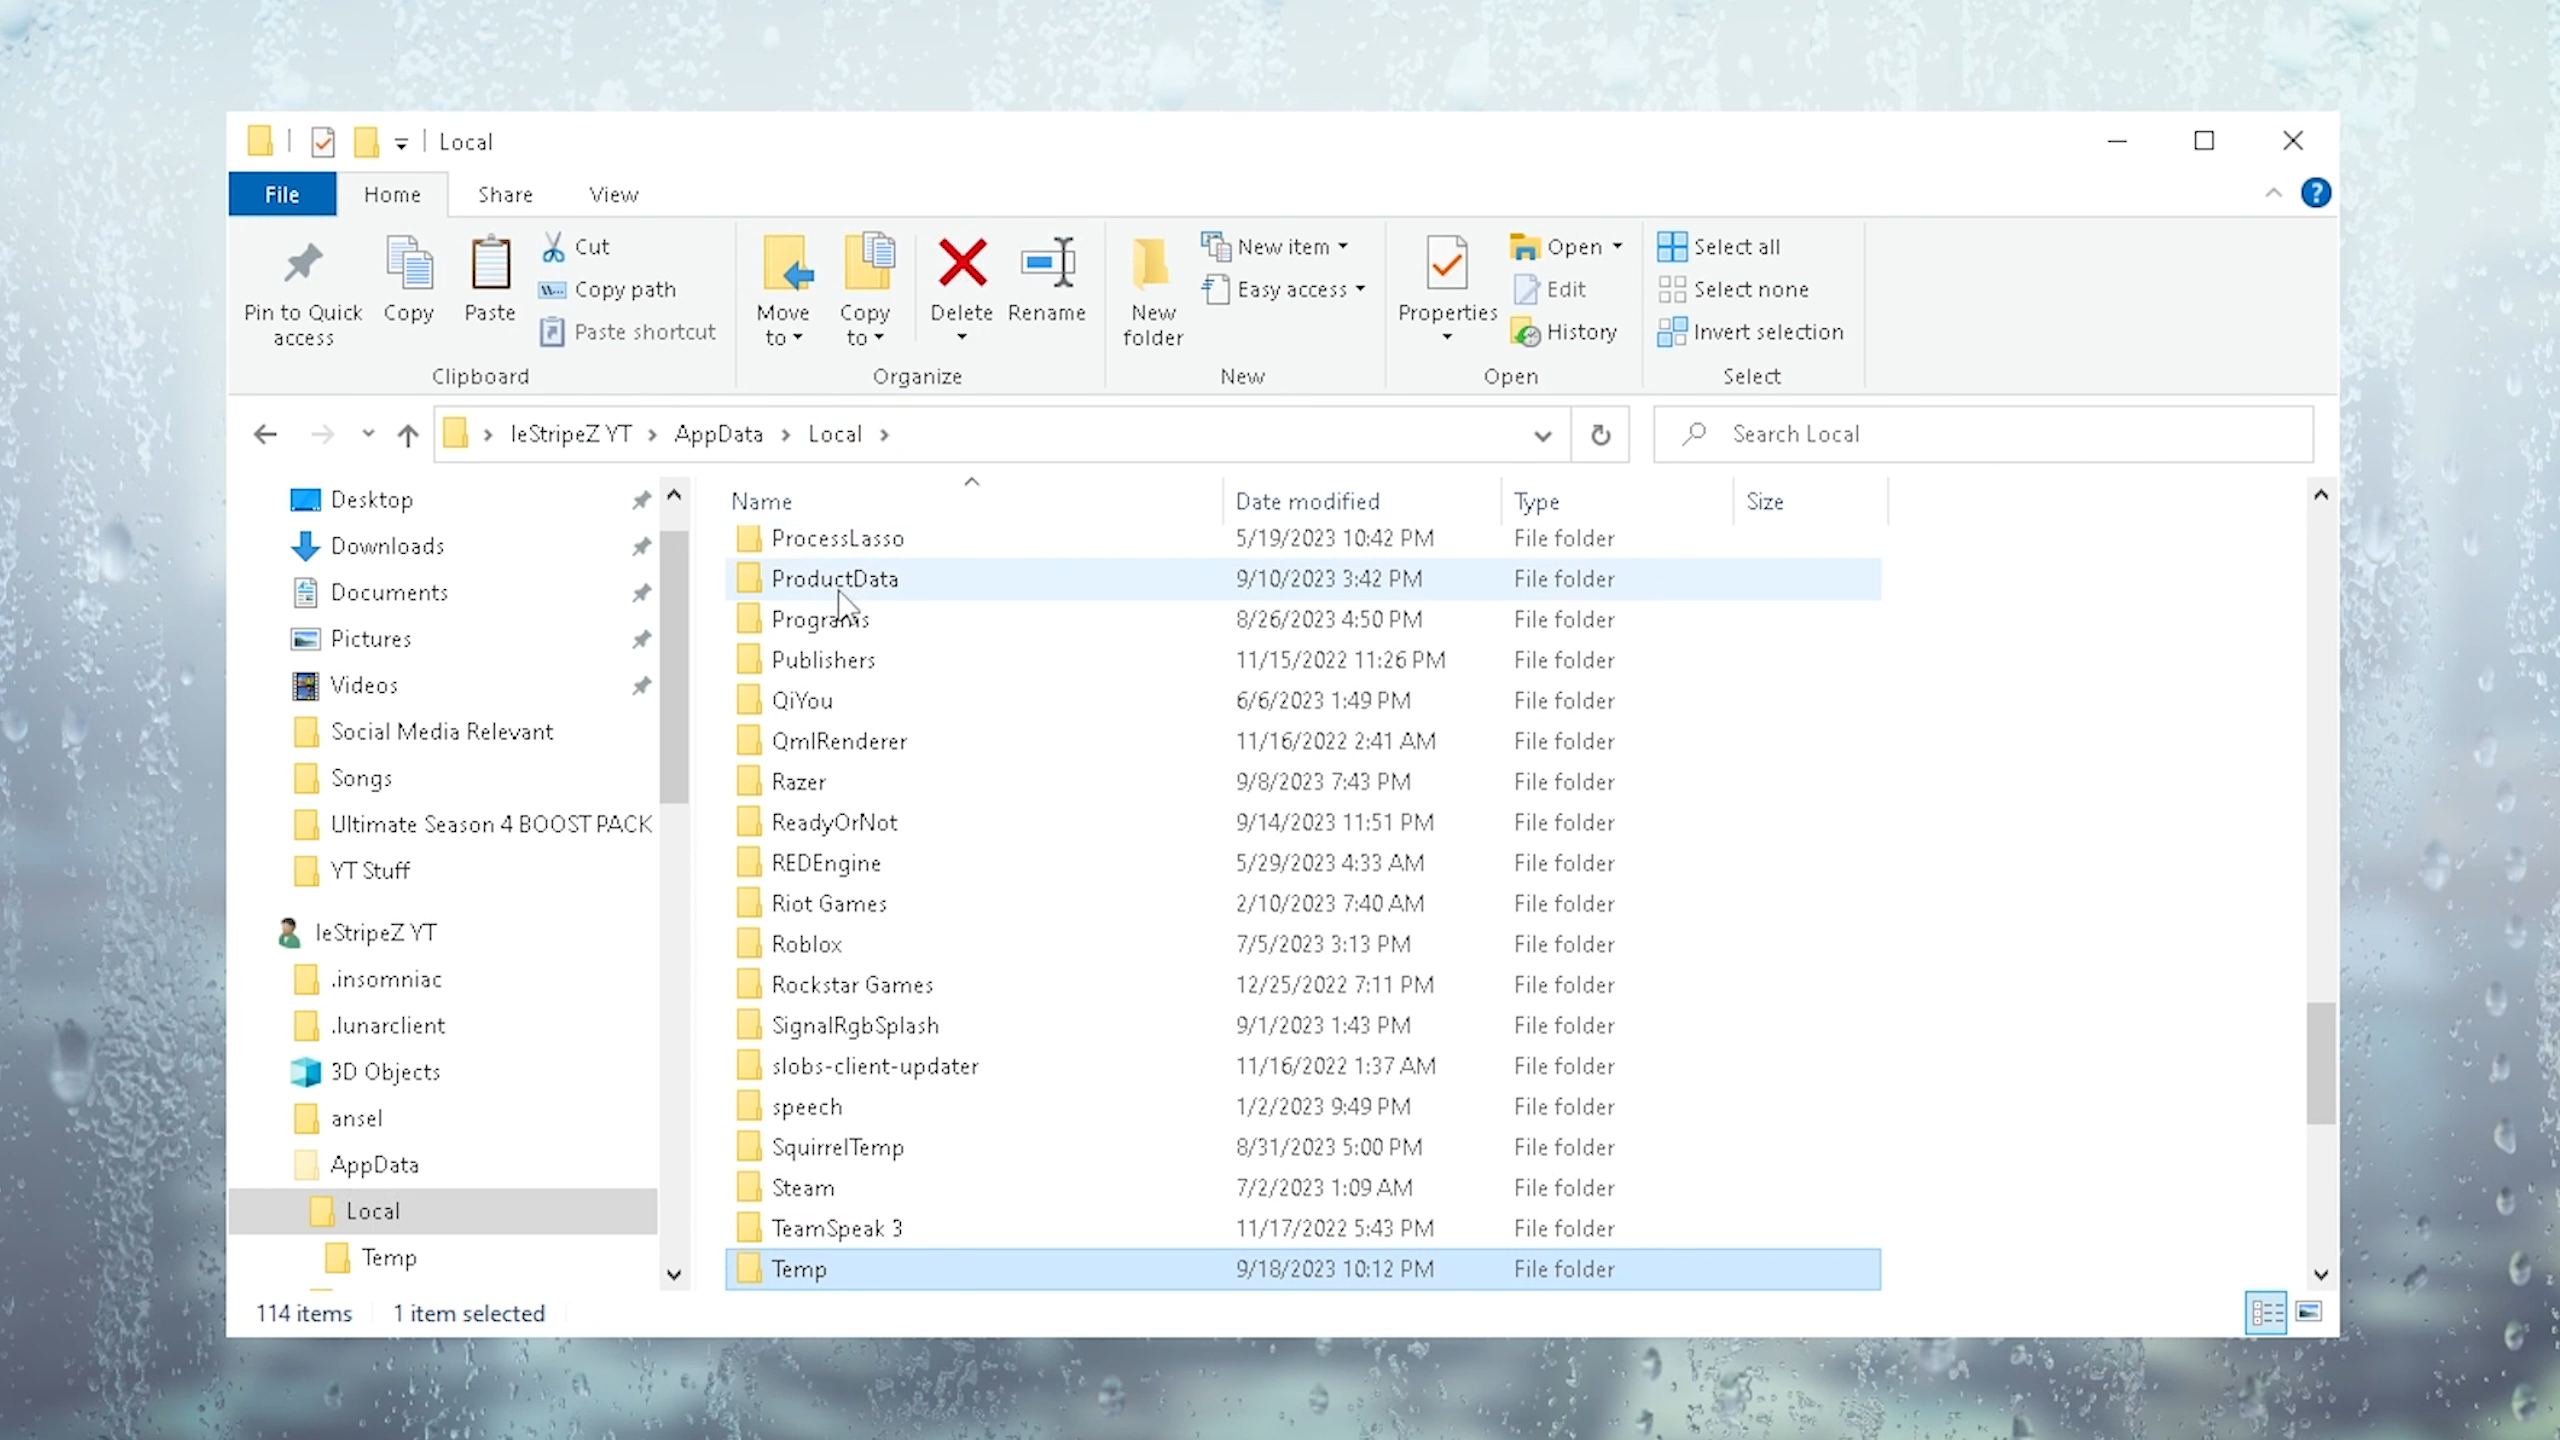 Local
File
Home
Share
View
Pin to Quick access
Copy
Paste
Cut
Copy path
Paste shortcut
Clipboard
Move to
Copy to
Delete
Rename
Organize
New folder
New item
Easy access
New
Properties
Open
Edit
History
Open
Select all
Select none
Invert selection
Select
leStripeZ YT
AppData
Local
Search Local
Desktop
Downloads
Documents
Pictures
Videos
Social Media Relevant
Songs
Ultimate Season 4 BOOST PACK
YT Stuff
leStripeZ YT
.insomniac
.lunarclient
3D Objects
ansel
AppData
Local
Temp
Name Date modified Type Size
ProcessLasso 5/19/2023 10:42 PM File folder
ProductData 9/10/2023 3:42 PM File folder
Programs 8/26/2023 4:50 PM File folder
Publishers 11/15/2022 11:26 PM File folder
QiYou 6/6/2023 1:49 PM File folder
QmlRenderer 11/16/2022 2:41 AM File folder
Razer 9/8/2023 7:43 PM File folder
ReadyOrNot 9/14/2023 11:51 PM File folder
REDEngine 5/29/2023 4:33 AM File folder
Riot Games 2/10/2023 7:40 AM File folder
Roblox 7/5/2023 3:13 PM File folder
Rockstar Games 12/25/2022 7:11 PM File folder
SignalRgbSplash 9/1/2023 1:43 PM File folder
slobs-client-updater 11/16/2022 1:37 AM File folder
speech 1/2/2023 9:49 PM File folder
SquirrelTemp 8/31/2023 5:00 PM File folder
Steam 7/2/2023 1:09 AM File folder
TeamSpeak 3 11/17/2022 5:43 PM File folder
Temp 9/18/2023 10:12 PM File folder
114 items
1 item selected